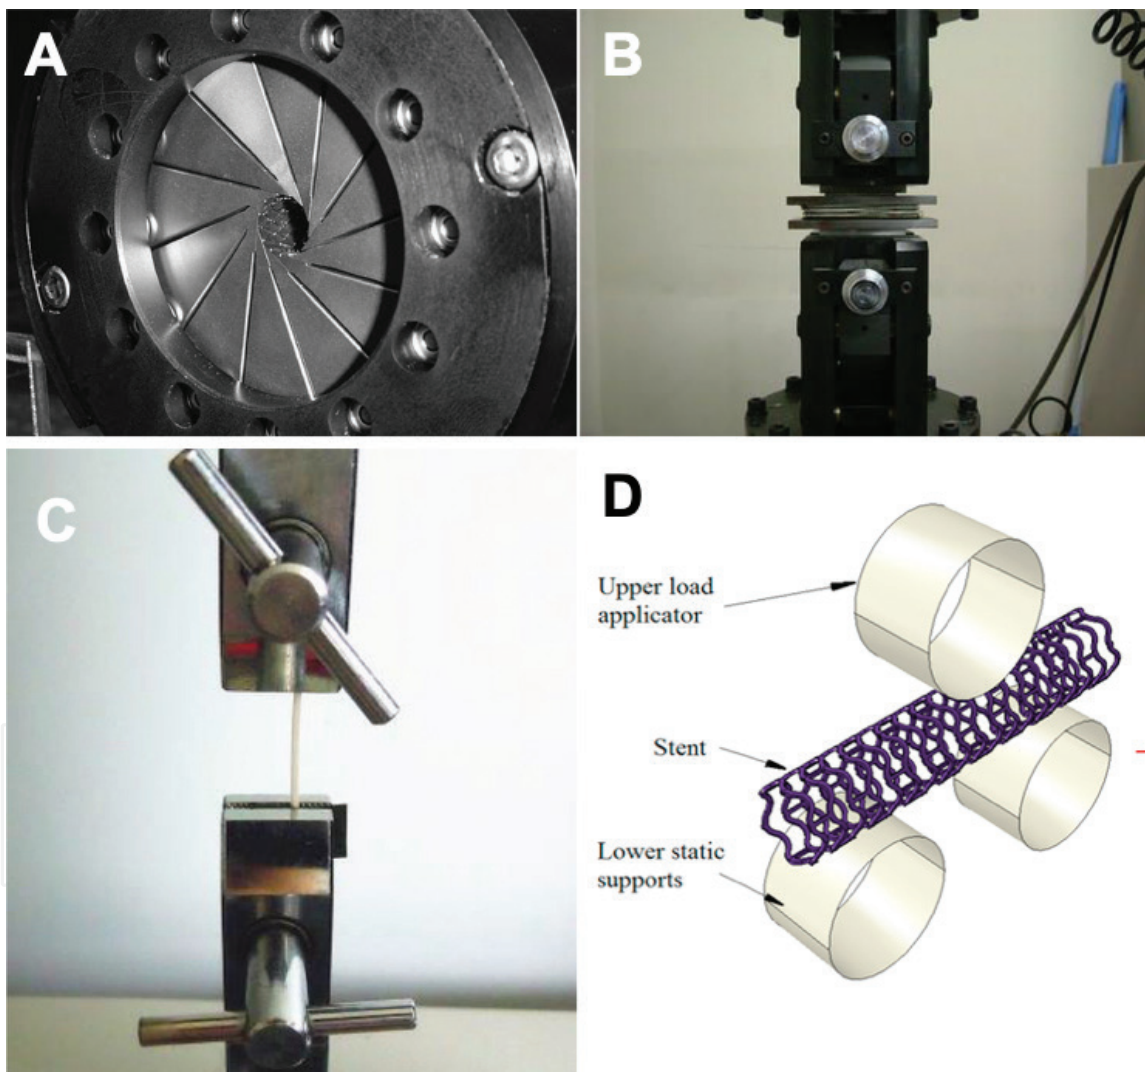 A
B
C
D
Upper load
applicator
Stent
Lower static
supports